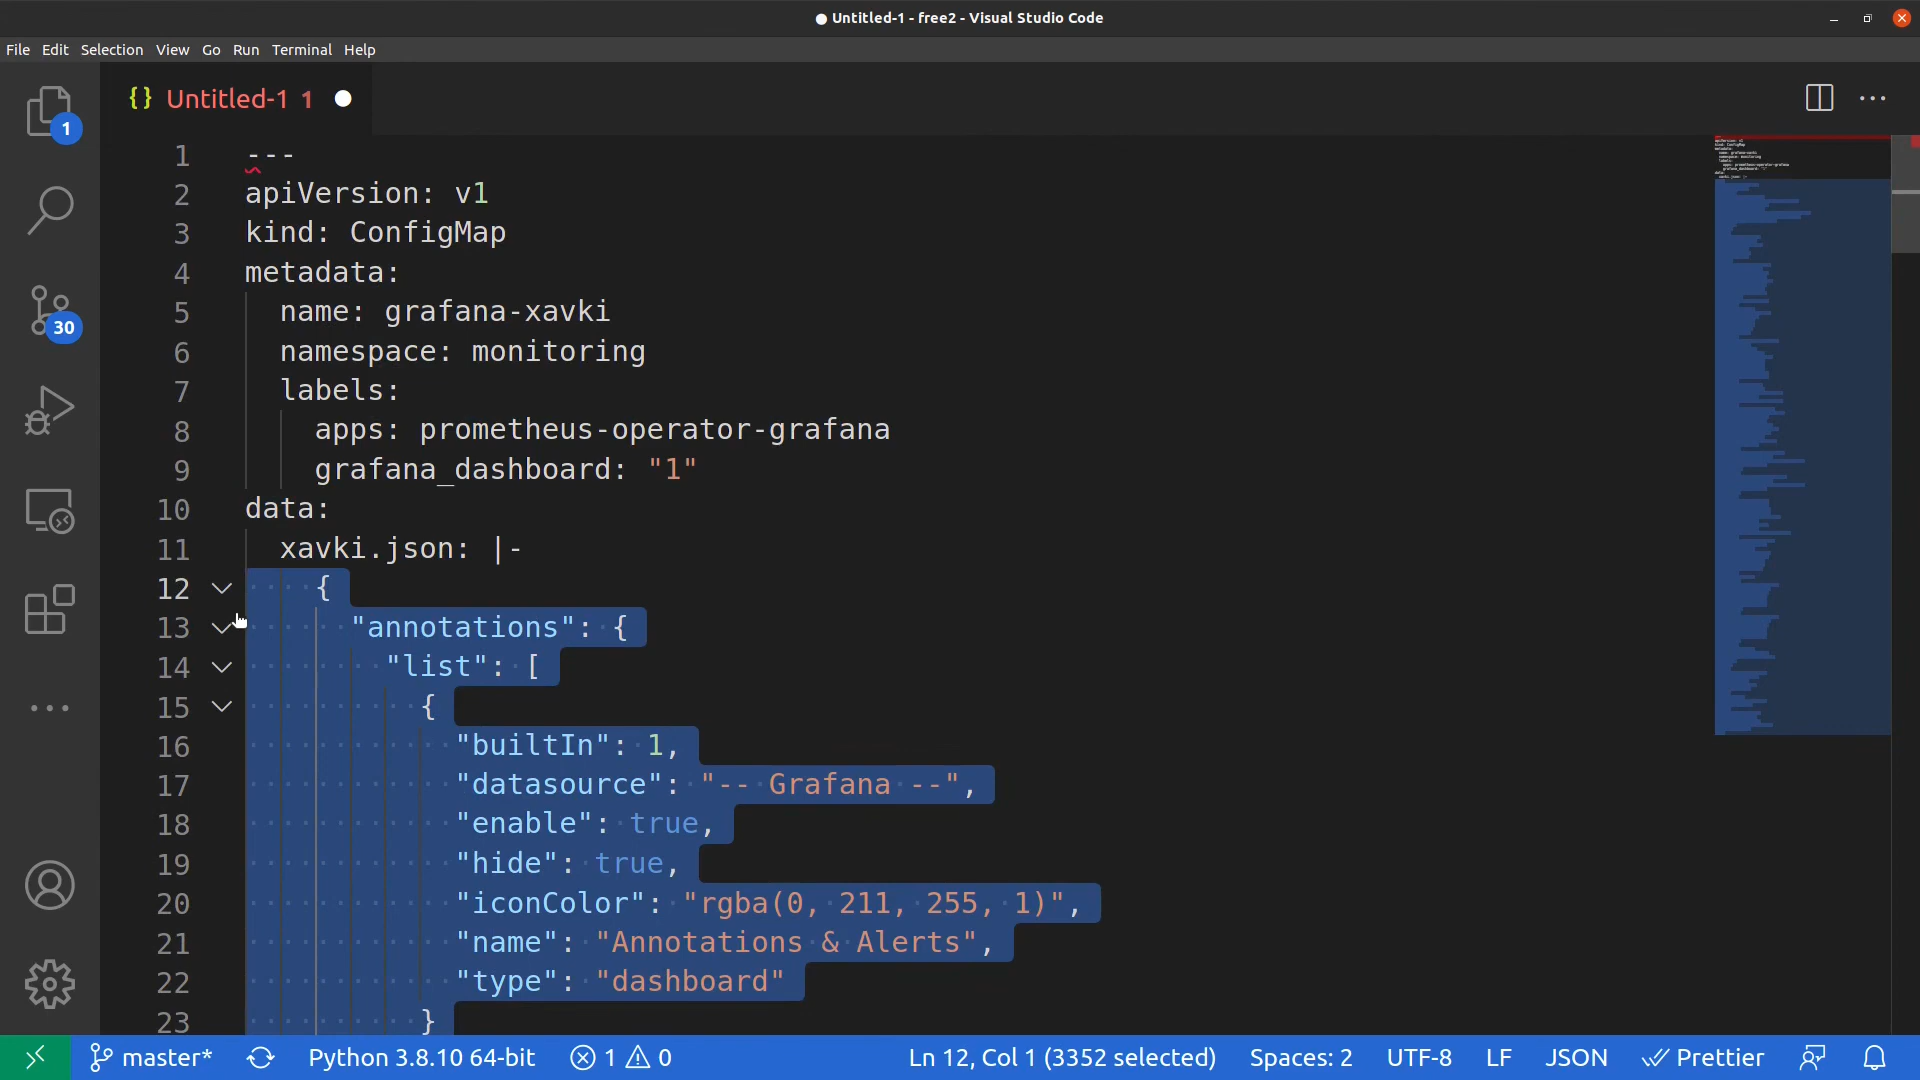 ● Untitled-1 - free2 - Visual Studio Code
File Edit Selection View Go Run Terminal Help
{} Untitled-1 1
1
30
1 ---
2 apiVersion: v1
3 kind: ConfigMap
4 metadata:
5 name: grafana-xavki
6 namespace: monitoring
7 labels:
8 apps: prometheus-operator-grafana
9 grafana_dashboard: "1"
10 data:
11 xavki.json: |-
12 {
13 "annotations": {
14 "list": [
15 {
16 "builtIn": 1,
17 "datasource": "-- Grafana --",
18 "enable": true,
19 "hide": true,
20 "iconColor": "rgba(0, 211, 255, 1)",
21 "name": "Annotations & Alerts",
22 "type": "dashboard"
23 }
master* Python 3.8.10 64-bit 1 0 Ln 12, Col 1 (3352 selected) Spaces: 2 UTF-8 LF JSON Prettier